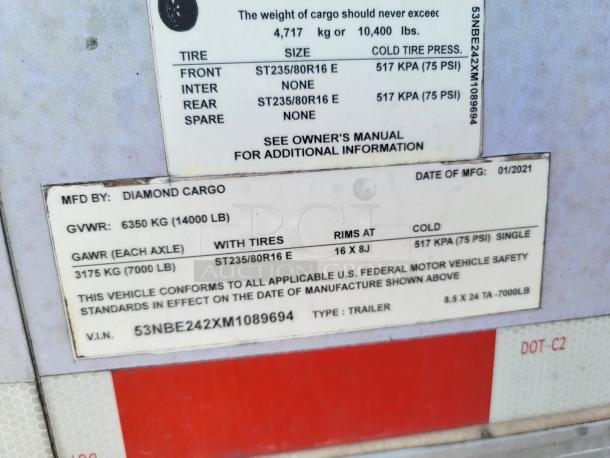 The weight of cargo should never exceed
4,717 kg or 10,400 lbs.
TIRE SIZE COLD TIRE PRESS.
FRONT ST235/80R16 E 517 KPA (75 PSI)
INTER NONE
REAR ST235/80R16 E 517 KPA (75 PSI)
SPARE NONE
SEE OWNER'S MANUAL
FOR ADDITIONAL INFORMATION
53NBE242XM1089694
MFD BY: DIAMOND CARGO DATE OF MFG: 01/2021
GVWR: 6350 KG (14000 LB)
GAWR (EACH AXLE) WITH TIRES RIMS AT COLD
3175 KG (7000 LB) ST235/80R16 E 16 X 8J 517 KPA (75 PSI) SINGLE
THIS VEHICLE CONFORMS TO ALL APPLICABLE U.S. FEDERAL MOTOR VEHICLE SAFETY
STANDARDS IN EFFECT ON THE DATE OF MANUFACTURE SHOWN ABOVE
V.I.N. 53NBE242XM1089694 TYPE : TRAILER 8.5 X 24 TA -7000LB
DOT-C2